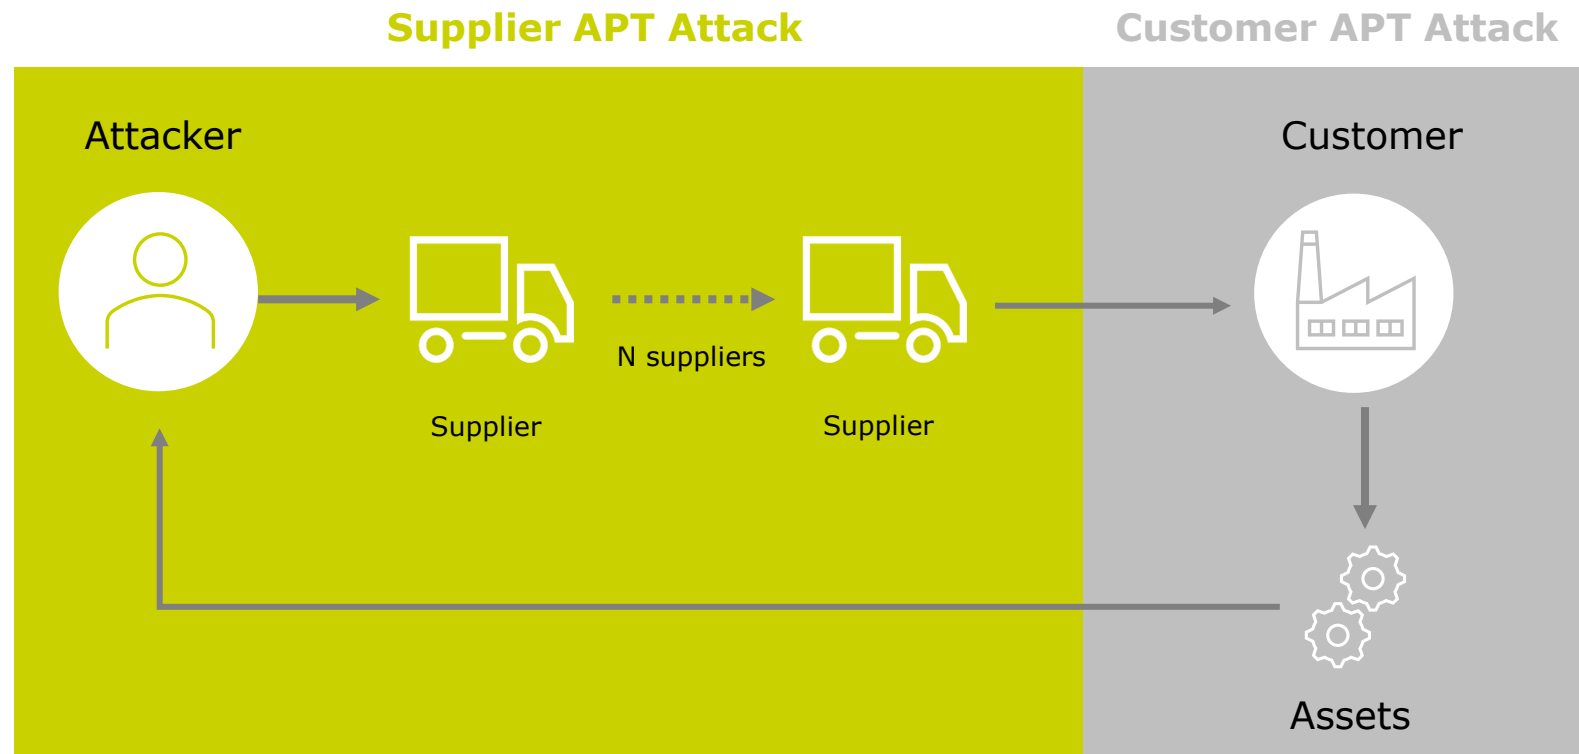 Supplier APT Attack
Customer APT Attack
Attacker
Customer
N suppliers
Supplier
Supplier
Assets